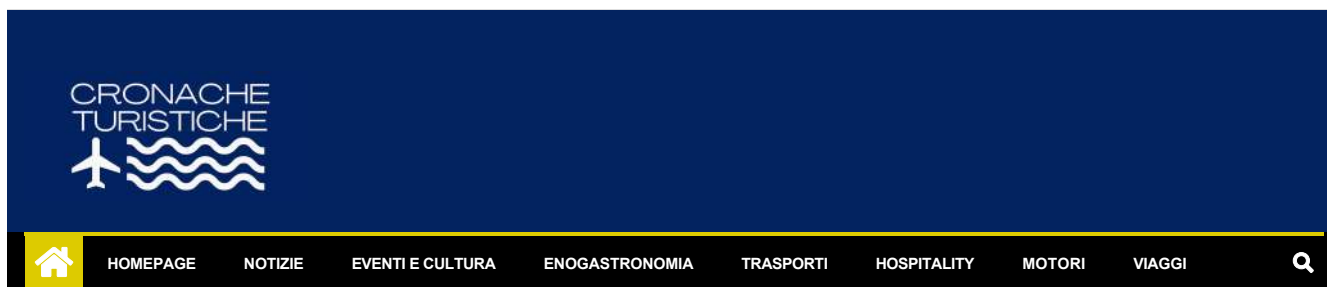 CRONACHE
TURISTICHE
HOMEPAGE NOTIZIE EVENTI E CULTURA ENOGASTRONOMIA TRASPORTI HOSPITALITY MOTORI VIAGGI